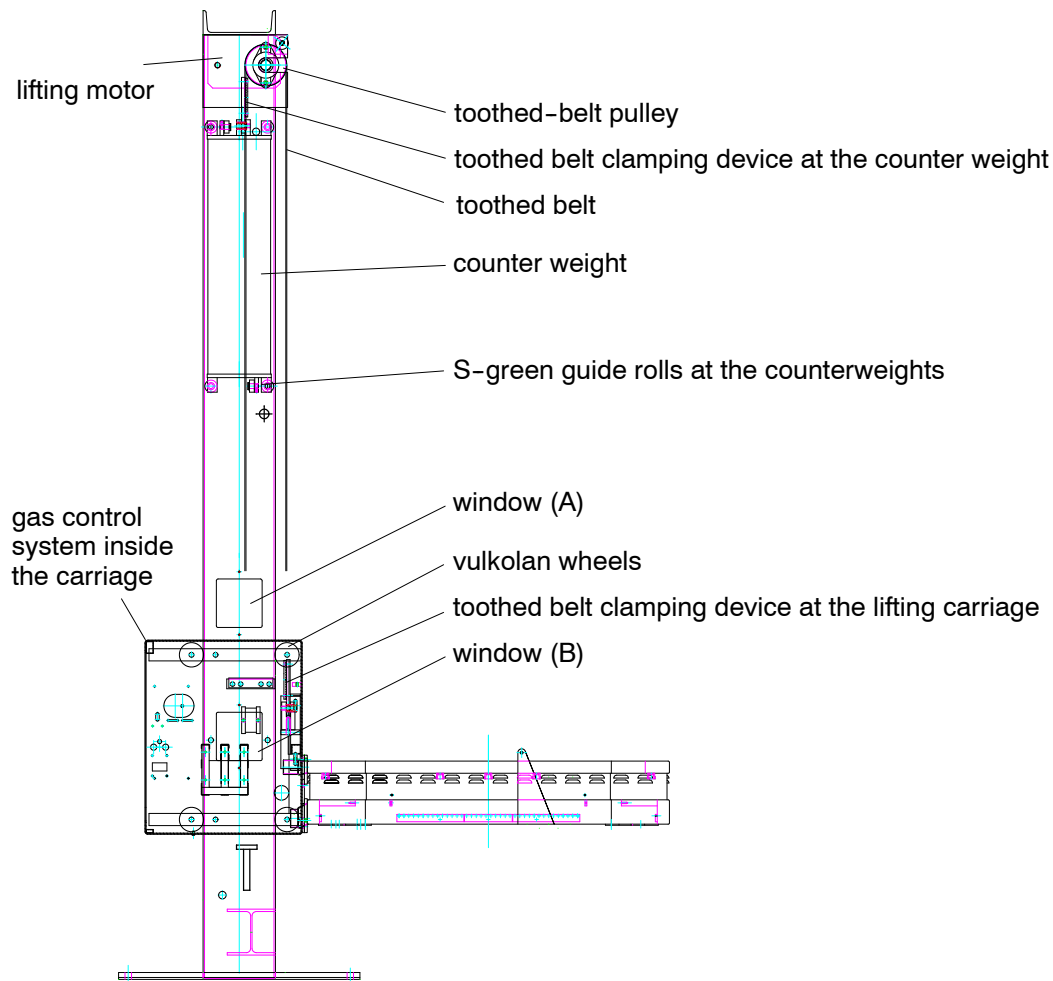 lifting motor
toothed-belt pulley
toothed belt clamping device at the counter weight
toothed belt
counter weight
S-green guide rolls at the counterweights
window (A)
gas control
system inside
the carriage
vulkolan wheels
toothed belt clamping device at the lifting carriage
window (B)